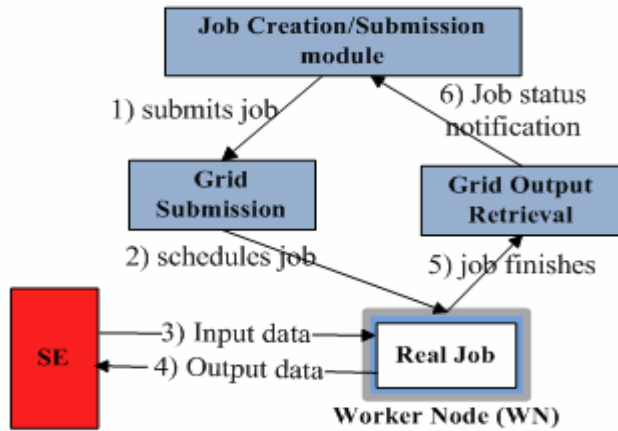 Job Creation/Submission
module
1) submits job
6) Job status
notification
Grid
Submission
Grid Output
Retrieval
2) schedules job
5) job finishes
SE
3) Input data
4) Output data
Real Job
Worker Node (WN)